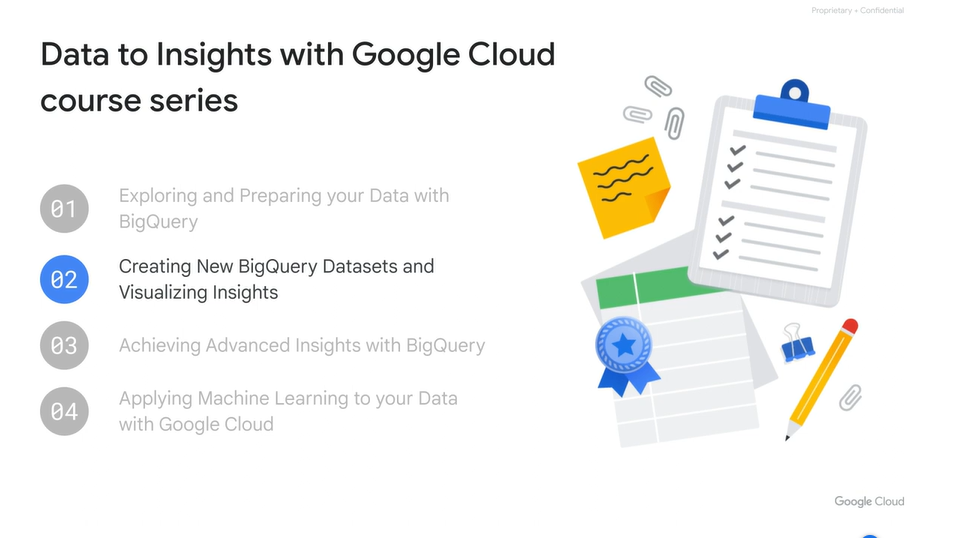 Proprietary + Confidential
Data to Insights with Google Cloud
course series
01
Exploring and Preparing your Data with
BigQuery
02
Creating New BigQuery Datasets and
Visualizing Insights
03
Achieving Advanced Insights with BigQuery
04
Applying Machine Learning to your Data
with Google Cloud
Google Cloud